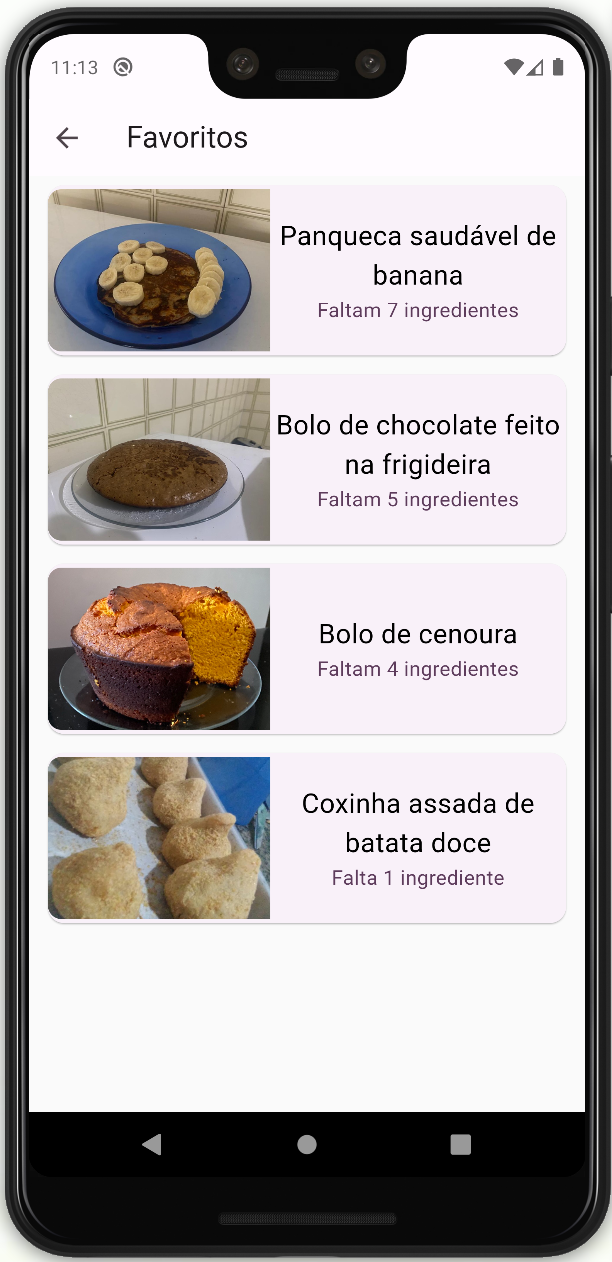 11:13
Favoritos
Panqueca saudável de
banana
Faltam 7 ingredientes
Bolo de chocolate feito
na frigideira
Faltam 5 ingredientes
Bolo de cenoura
Faltam 4 ingredientes
Coxinha assada de
batata doce
Falta 1 ingrediente